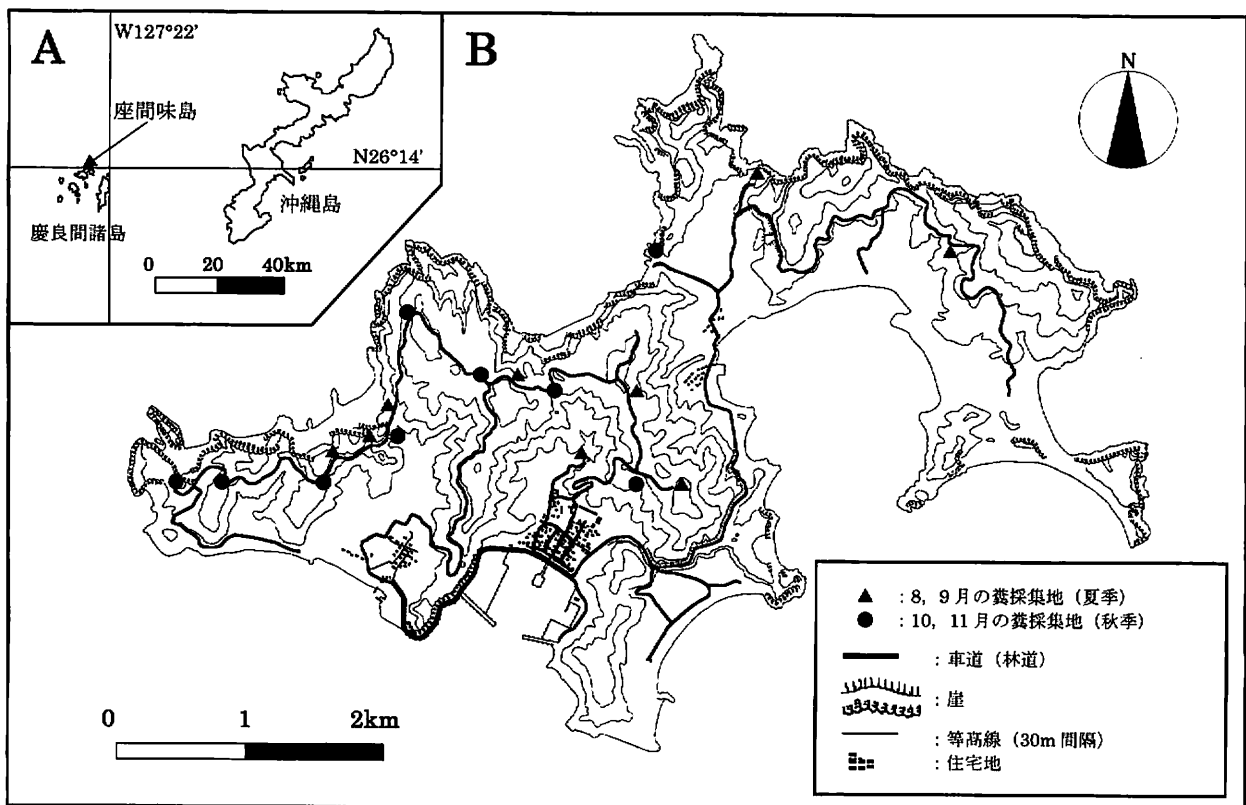 A
W127°22'
座間味島
N26°14'
沖縄島
慶良間諸島
0 20 40km
B
N
0 1 2km
▲ : 8, 9月の糞採集地 (夏季)
● : 10, 11月の糞採集地 (秋季)
: 車道 (林道)
: 崖
: 等高線 (30m 間隔)
: 住宅地